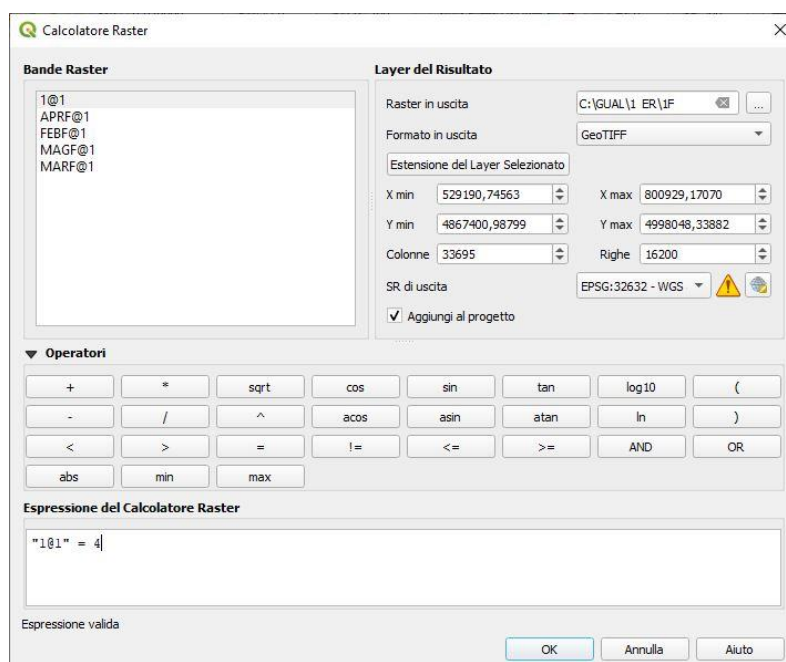 Calcolatore Raster
Bande Raster
1@1
APRF@1
FEBF@1
MAGF@1
MARF@1
Layer del Risultato
Raster in uscita C:\GUAL\1 ER\1F ...
Formato in uscita GeoTIFF
Estensione del Layer Selezionato
X min 529190,74563 X max 800929,17070
Y min 4867400,98799 Y max 4998048,33882
Colonne 33695 Righe 16200
SR di uscita EPSG:32632 - WGS
Aggiungi al progetto
Operatori
+ * sqrt cos sin tan log10 (
- / ^ acos asin atan ln )
< > = != <= >= AND OR
abs min max
Espressione del Calcolatore Raster
"1@1" = 4
Espressione valida
OK Annulla Aiuto